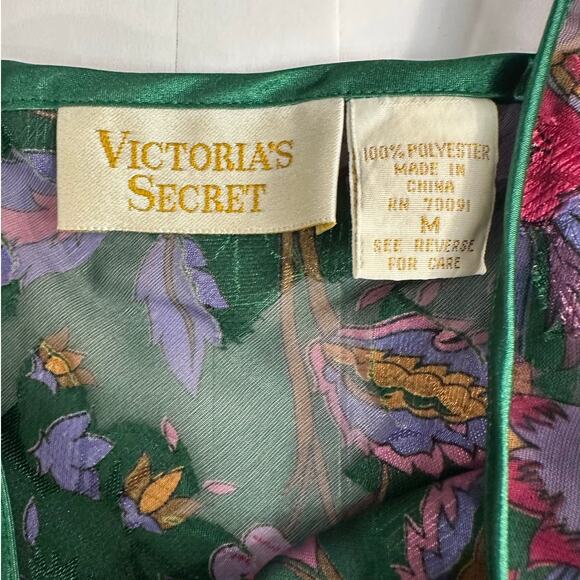 VICTORIA'S
SECRET
100% POLYESTER
MADE IN
CHINA
RN 70091
M
SEE REVERSE
FOR CARE